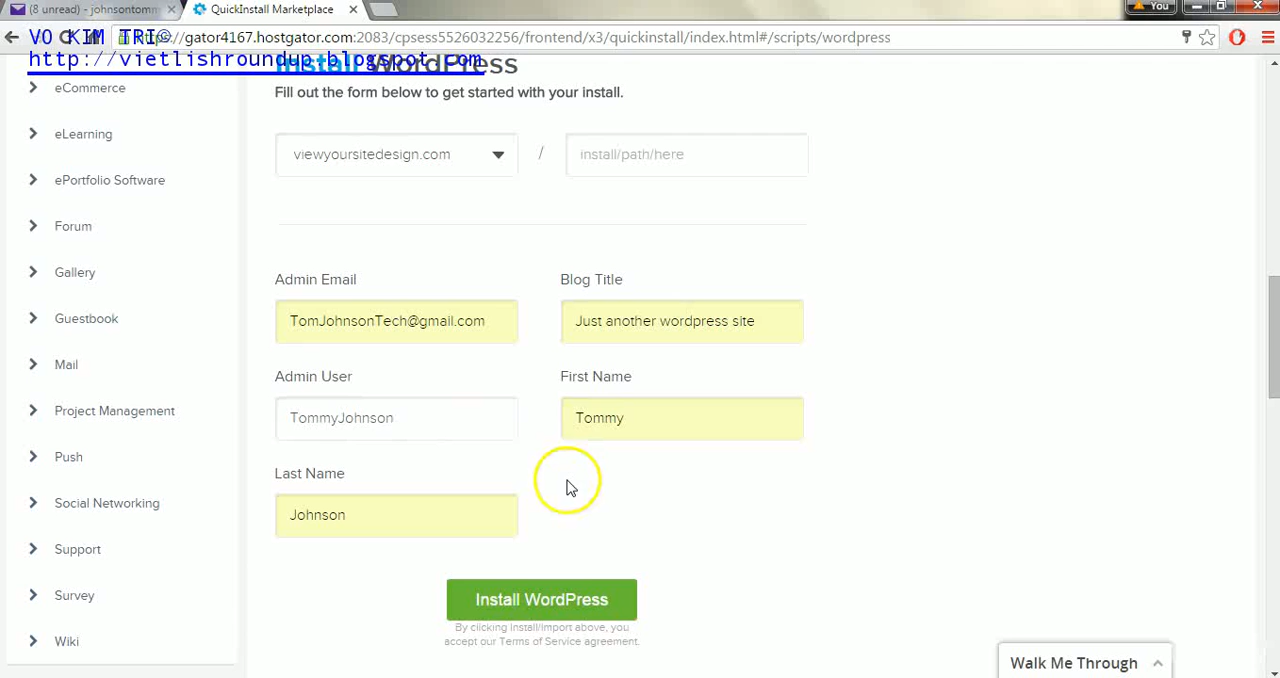 (8 unread) - johnsontomm
QuickInstall Marketplace
You
VO KIM TRI©
https://gator4167.hostgator.com:2083/cpsess5526032256/frontend/x3/quickinstall/index.html#/scripts/wordpress
http://vietlishroundup.blogspot.com
Install WordPress
Fill out the form below to get started with your install.
eCommerce
eLearning
ePortfolio Software
Forum
Gallery
Guestbook
Mail
Project Management
Push
Social Networking
Support
Survey
Wiki
viewyoursitedesign.com / install/path/here
Admin Email
TomJohnsonTech@gmail.com
Blog Title
Just another wordpress site
Admin User
TommyJohnson
First Name
Tommy
Last Name
Johnson
Install WordPress
By clicking Install/Import above, you
accept our Terms of Service agreement.
Walk Me Through